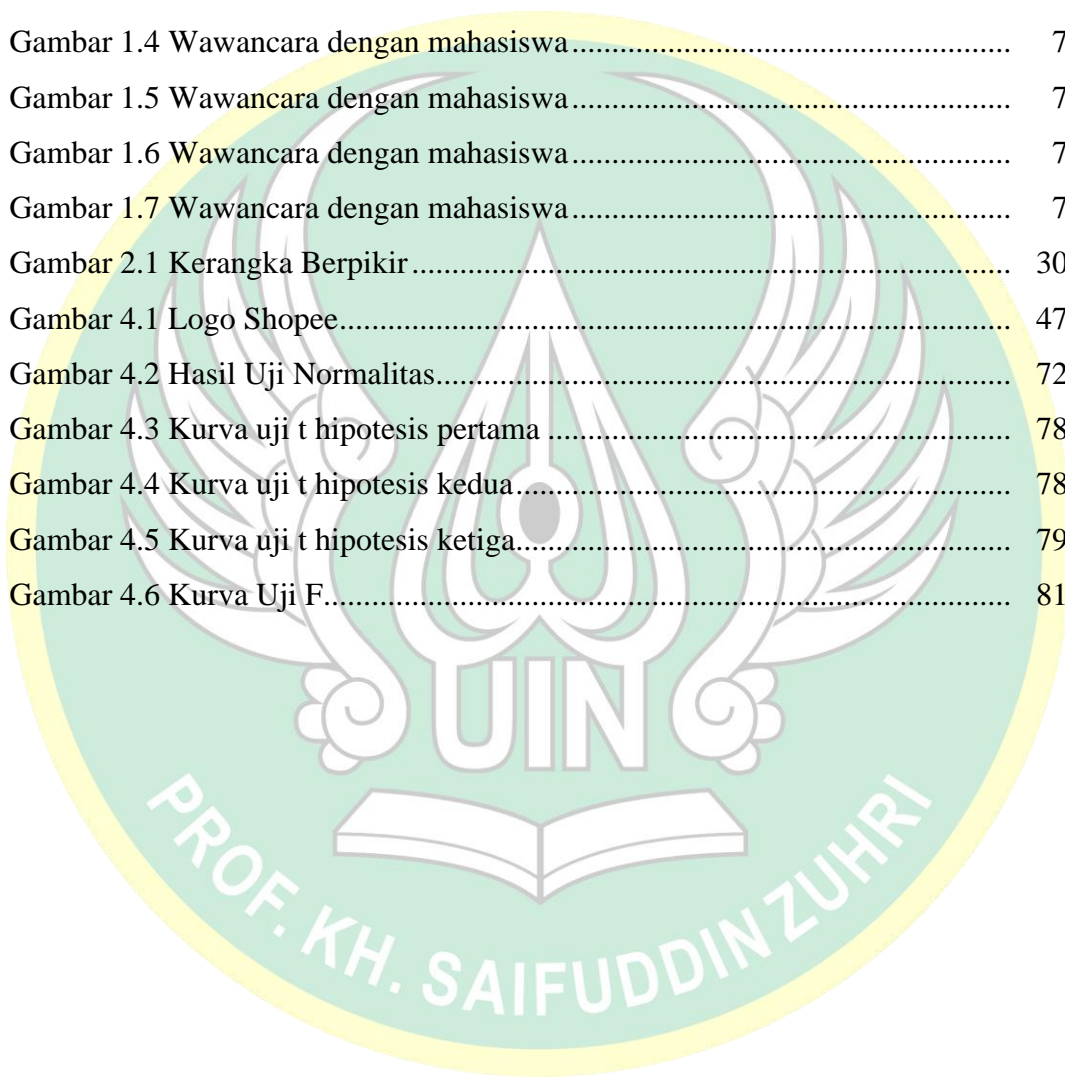 Gambar 1.4 Wawancara dengan mahasiswa....................................................... 7
Gambar 1.5 Wawancara dengan mahasiswa....................................................... 7
Gambar 1.6 Wawancara dengan mahasiswa....................................................... 7
Gambar 1.7 Wawancara dengan mahasiswa....................................................... 7
Gambar 2.1 Kerangka Berpikir........................................................................... 30
Gambar 4.1 Logo Shopee.................................................................................... 47
Gambar 4.2 Hasil Uji Normalitas........................................................................ 72
Gambar 4.3 Kurva uji t hipotesis pertama .......................................................... 78
Gambar 4.4 Kurva uji t hipotesis kedua.............................................................. 78
Gambar 4.5 Kurva uji t hipotesis ketiga.............................................................. 79
Gambar 4.6 Kurva Uji F...................................................................................... 81
UIN
PROF. KH. SAIFUDDIN ZUHRI